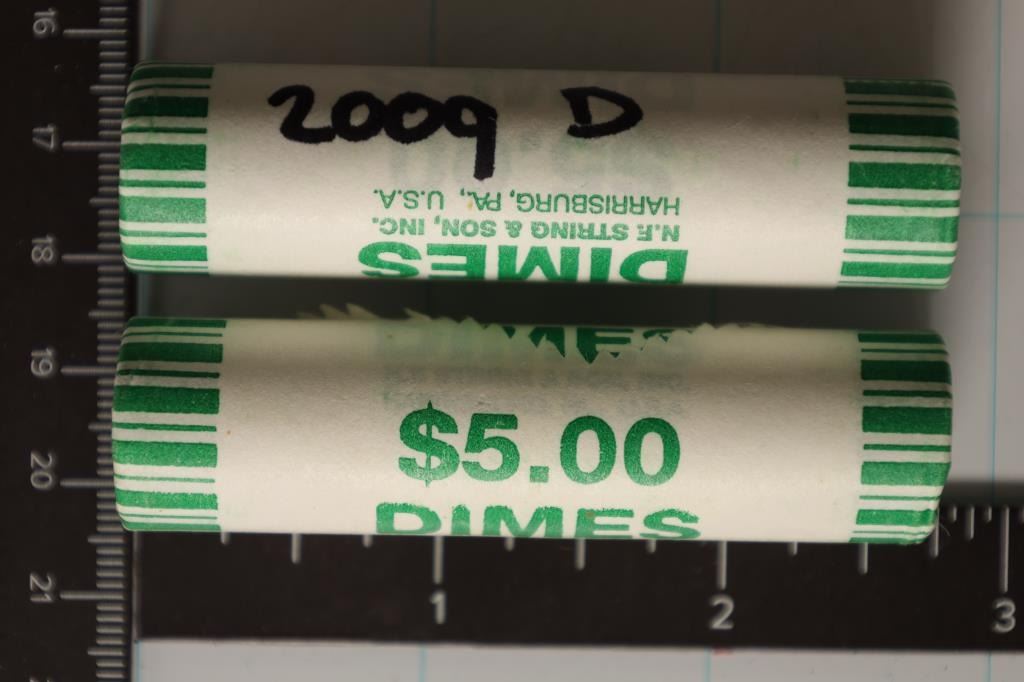 2009 D
HARRISBURG, PA, U.S.A.
N.F. STRING & SON, INC.
DIMES
DIMES
$5.00
DIMES
16
17
18
19
20
21
1
2
3